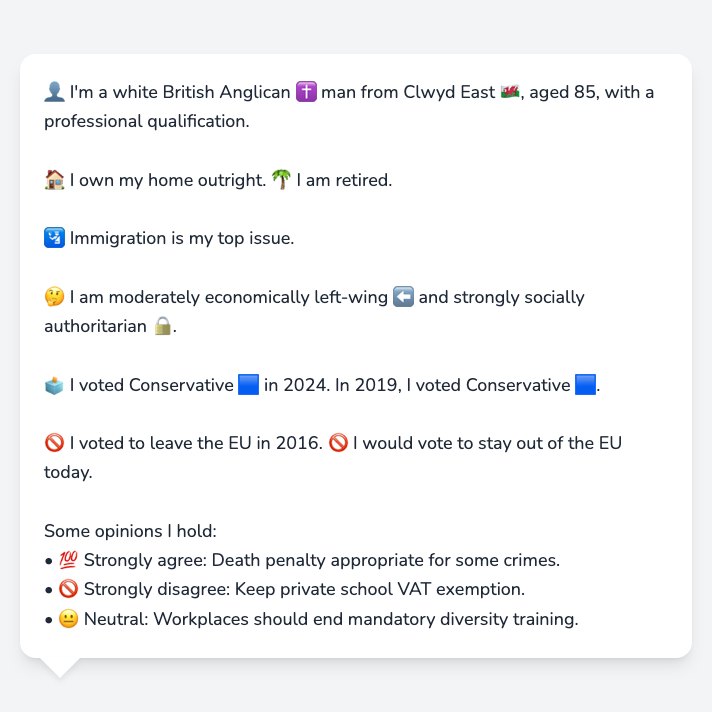 👤 I'm a white British Anglican ✝️ man from Clwyd East 🏴󠁧󠁢󠁷󠁬󠁳󠁿, aged 85, with a
professional qualification.
🏠 I own my home outright. 🌴 I am retired.
🛂 Immigration is my top issue.
🤔 I am moderately economically left-wing ⬅️ and strongly socially
authoritarian 🔒.
🗳️ I voted Conservative 🟦 in 2024. In 2019, I voted Conservative 🟦.
🚫 I voted to leave the EU in 2016. 🚫 I would vote to stay out of the EU
today.
Some opinions I hold:
• 💯 Strongly agree: Death penalty appropriate for some crimes.
• 🚫 Strongly disagree: Keep private school VAT exemption.
• 😐 Neutral: Workplaces should end mandatory diversity training.